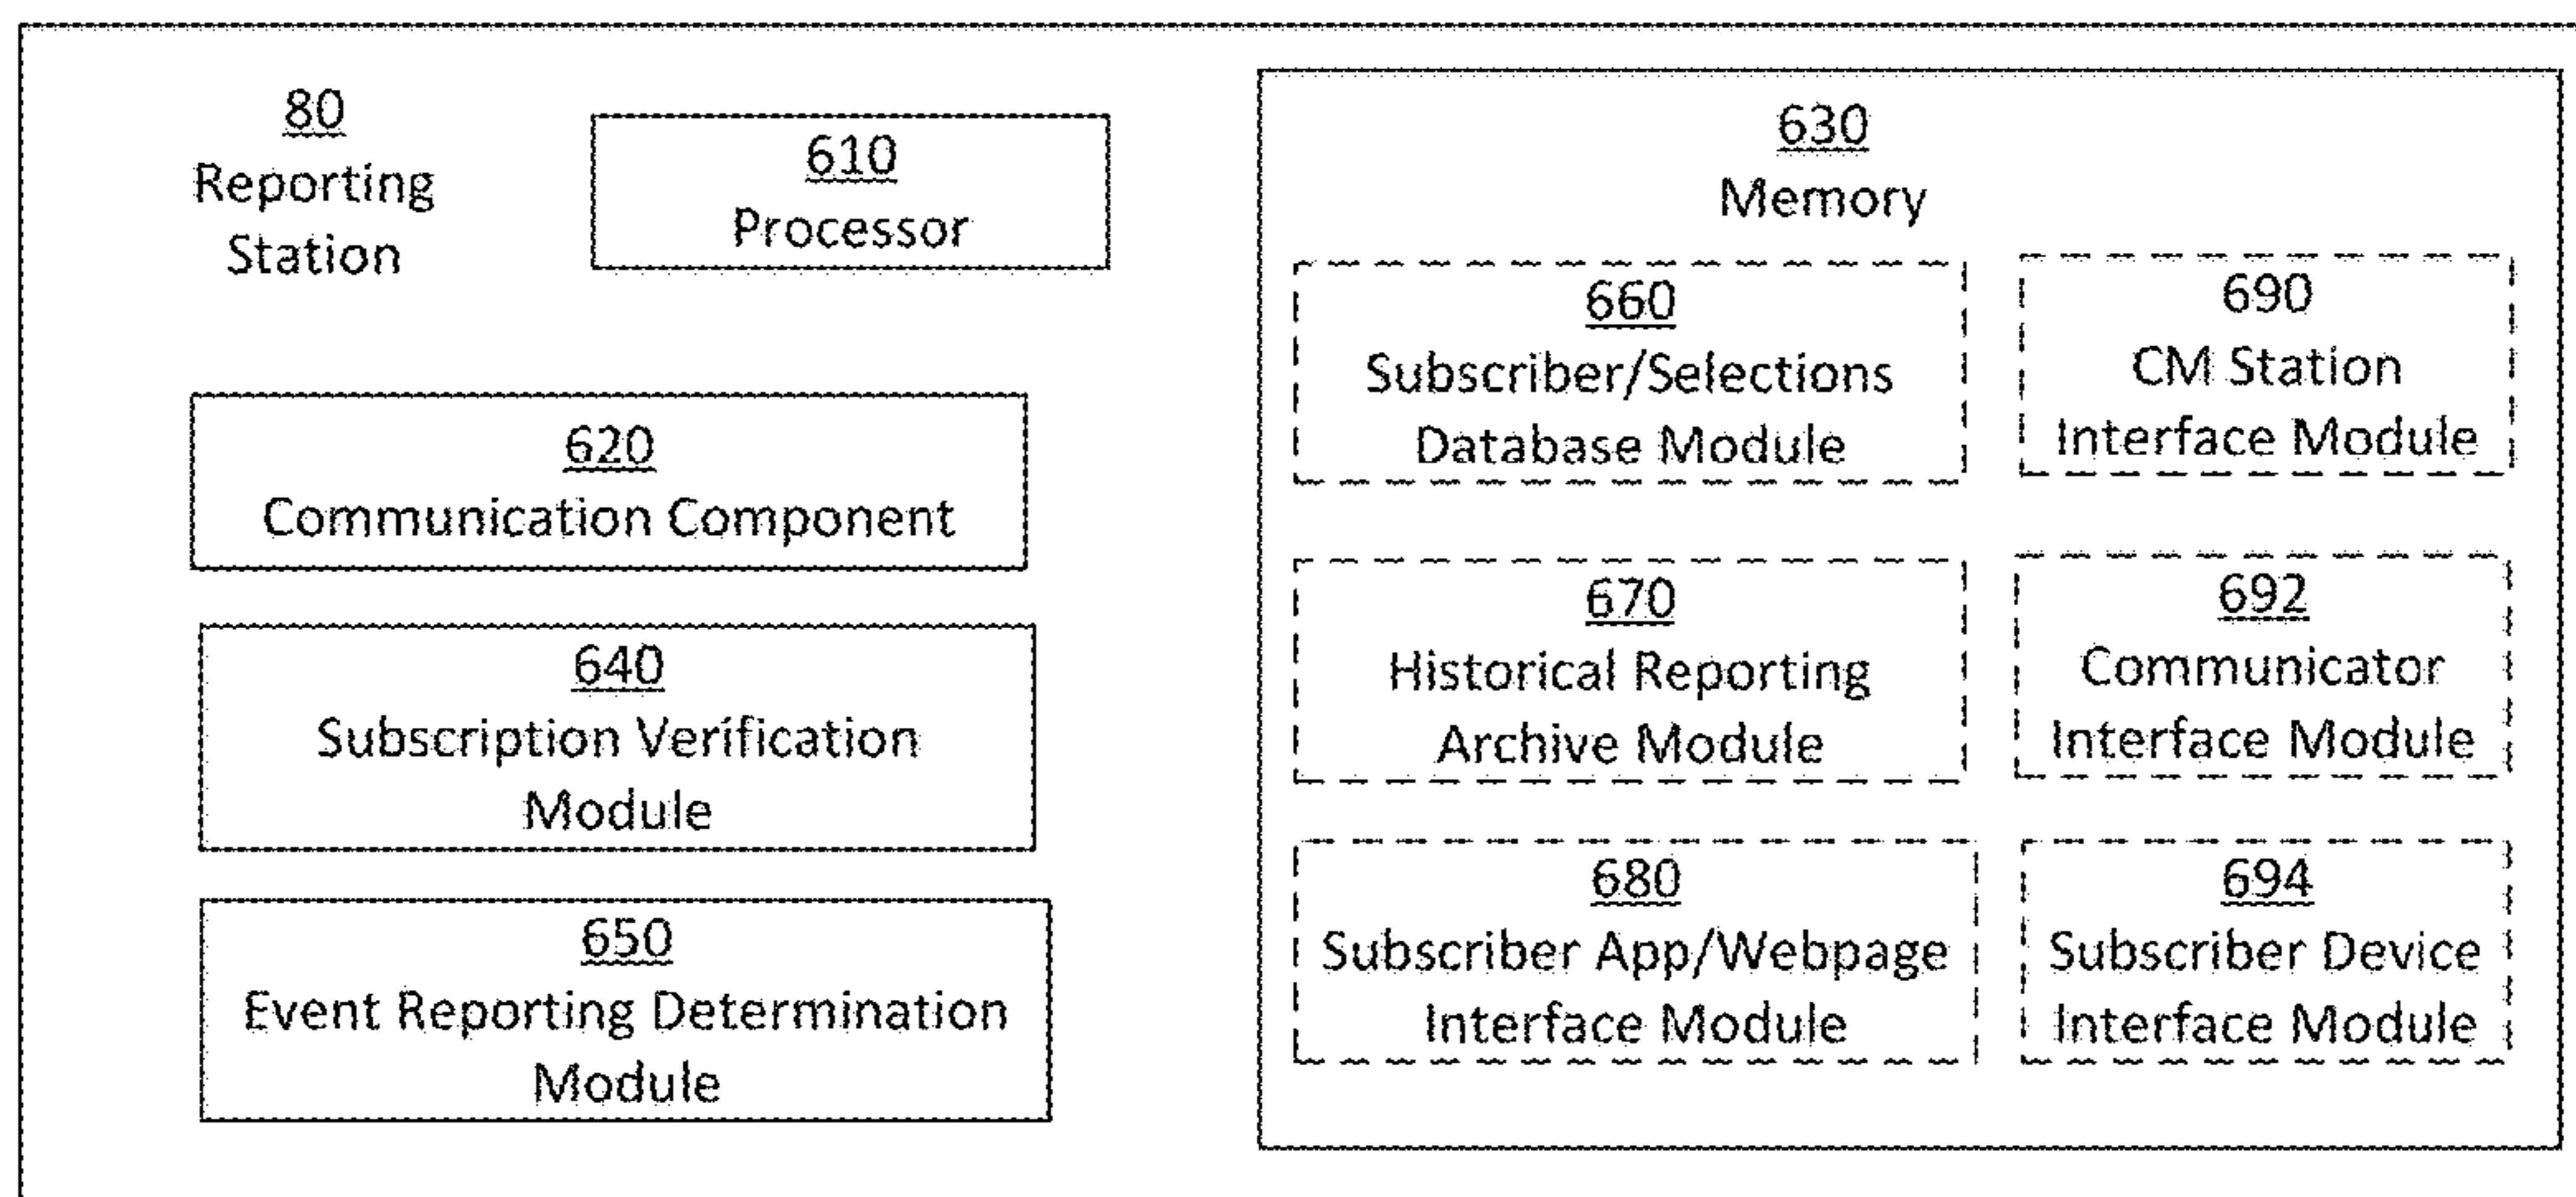 80
Reporting
Station
610
Processor
620
Communication Component
640
Subscription Verification
Module
650
Event Reporting Determination
Module
630
Memory
660
Subscriber/Selections
Database Module
690
CM Station
Interface Module
670
Historical Reporting
Archive Module
692
Communicator
Interface Module
680
Subscriber App/Webpage
Interface Module
694
Subscriber Device
Interface Module